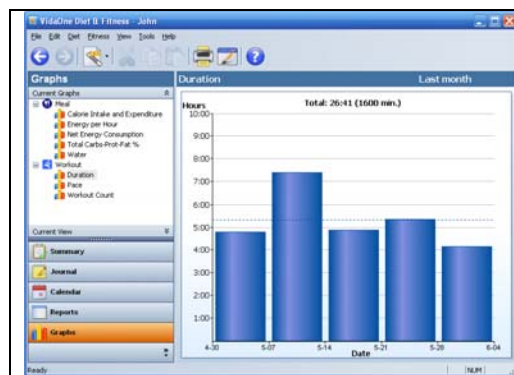 VidaOne Diet & Fitness - John
File Edit Diet Fitness View Tools Help
Graphs
Duration Last month
Current Graphs
Meal
Calorie Intake and Expenditure
Energy per Hour
Net Energy Consumption
Total Carbs-Prot-Fat %
Water
Workout
Duration
Pace
Workout Count
Current View
Summary
Journal
Calendar
Reports
Graphs
Hours
Total: 26:41 (1600 min.)
10:00
9:00
8:00
7:00
6:00
5:00
4:00
3:00
2:00
1:00
4-30 5-07 5-14 5-21 5-28 6-04
Date
Ready NUM